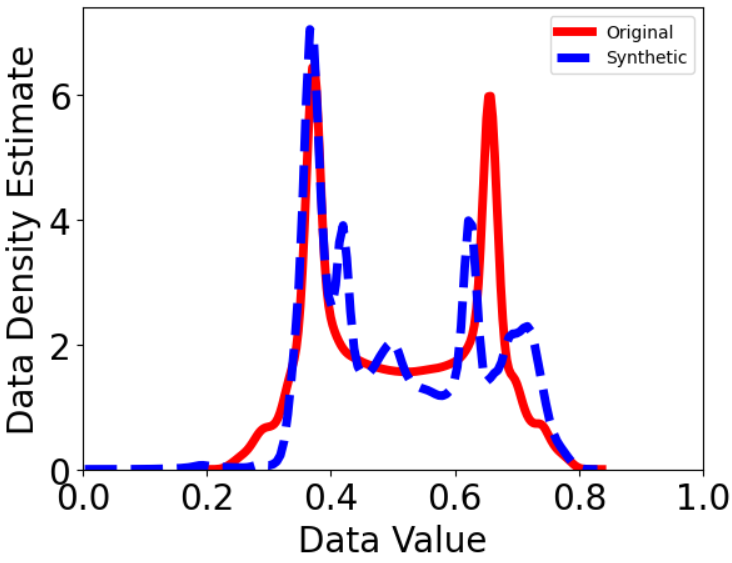 Original
Synthetic
Data Density Estimate
6
4
2
0
0.0 0.2 0.4 0.6 0.8 1.0
Data Value